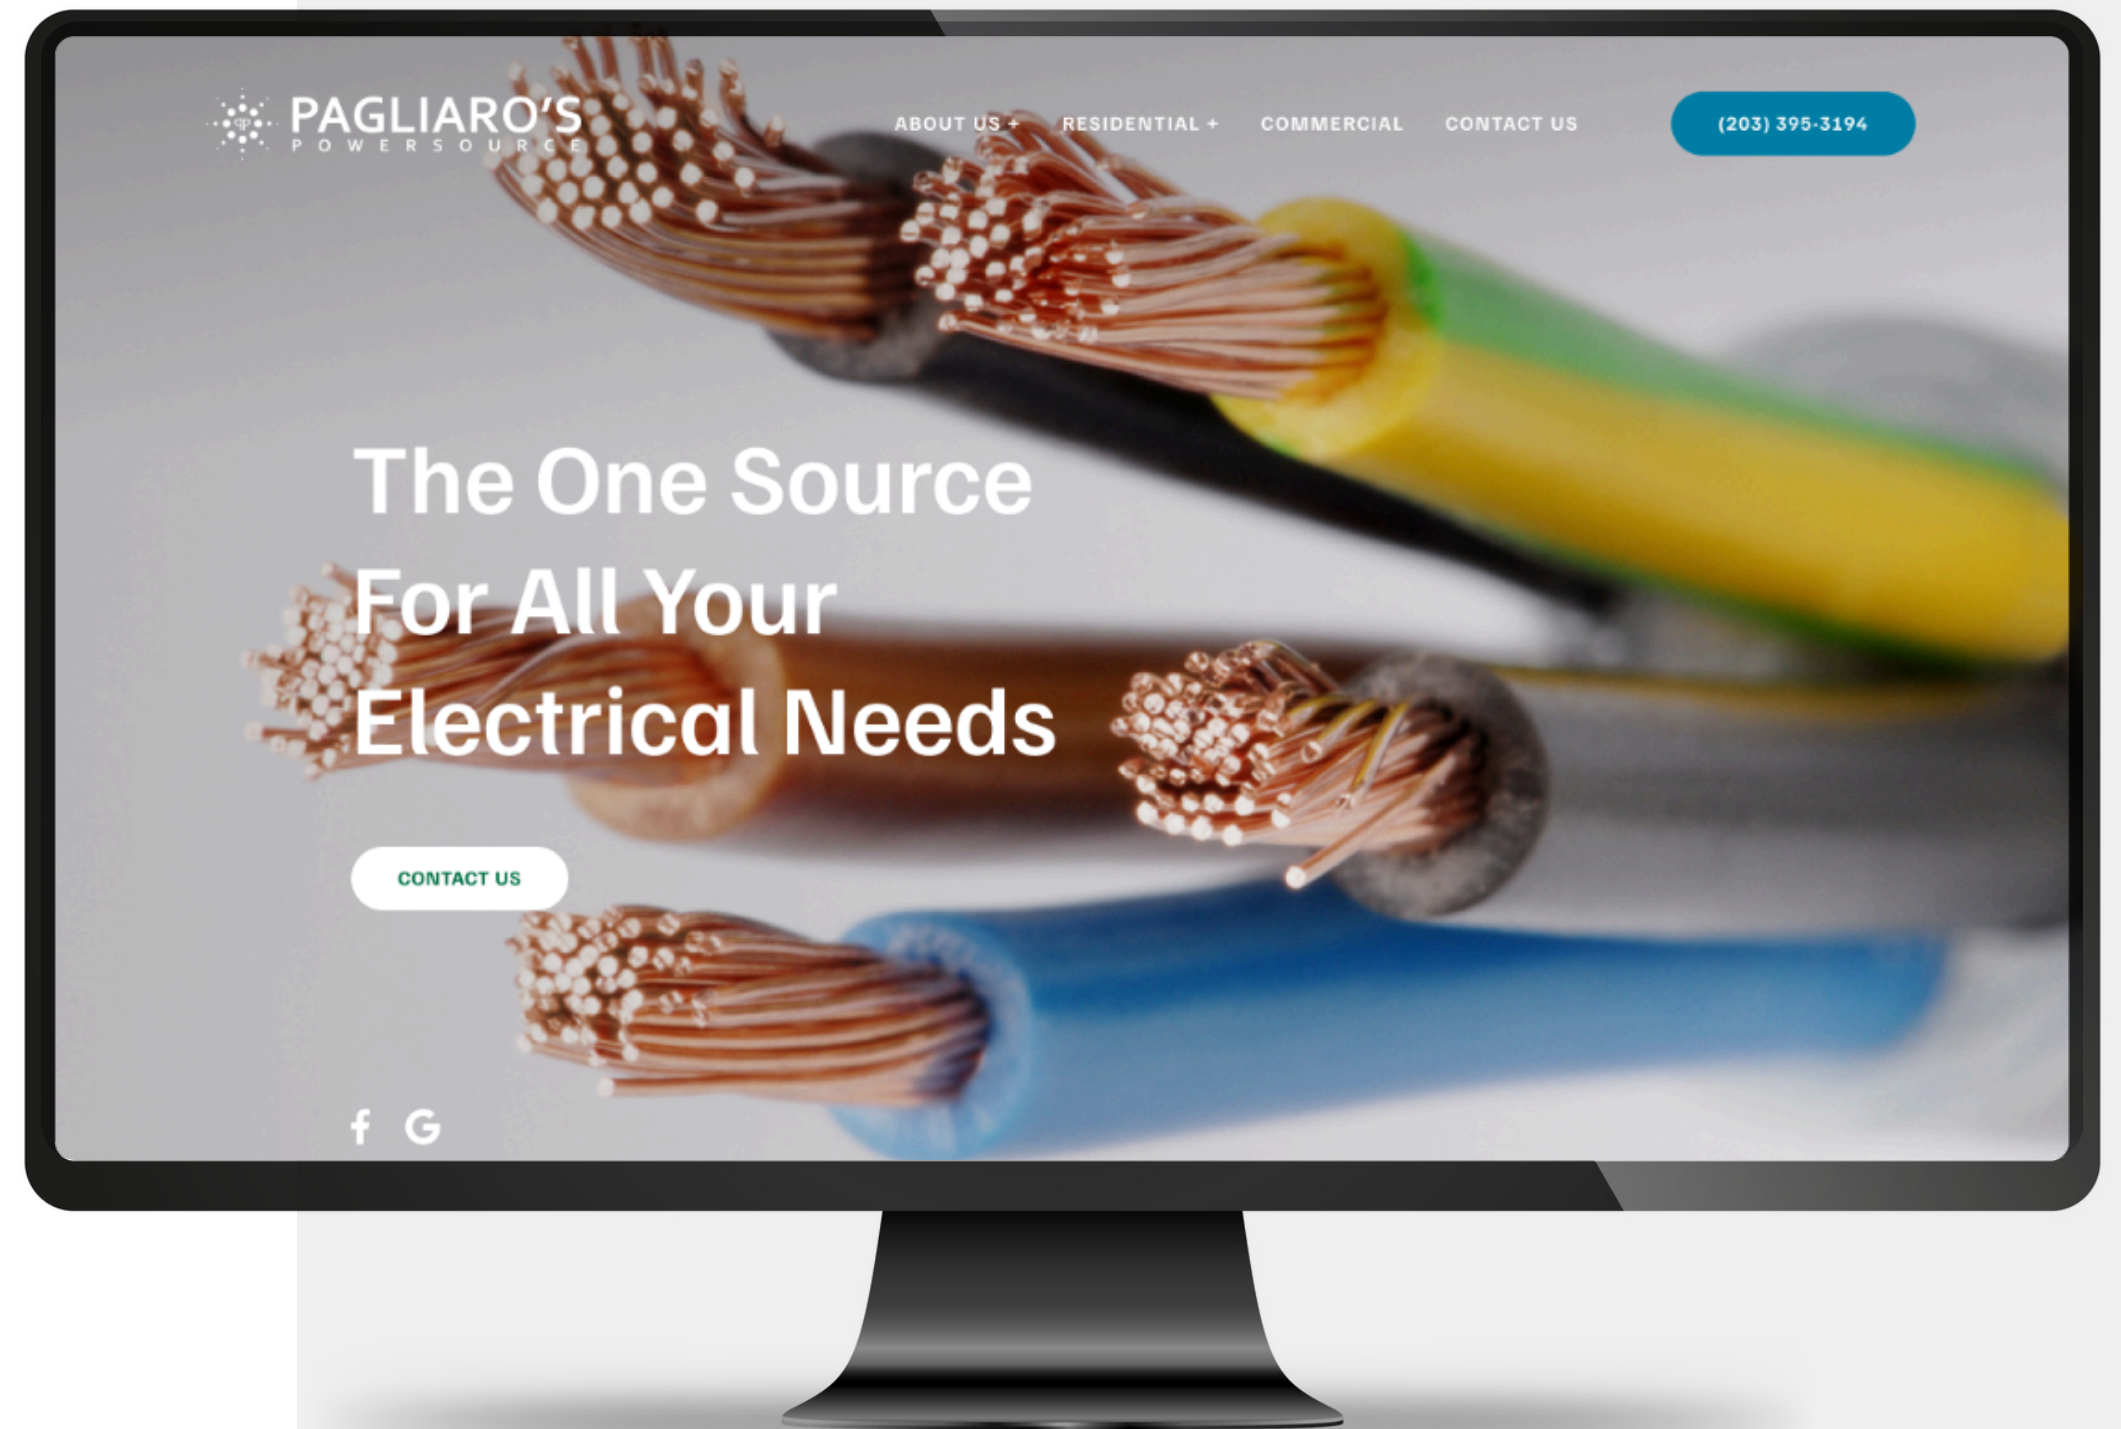 PAGLIARO'S
POWERSOURCE
ABOUT US +
RESIDENTIAL +
COMMERCIAL
CONTACT US
(203) 395-3194
The One Source
For All Your
Electrical Needs
CONTACT US